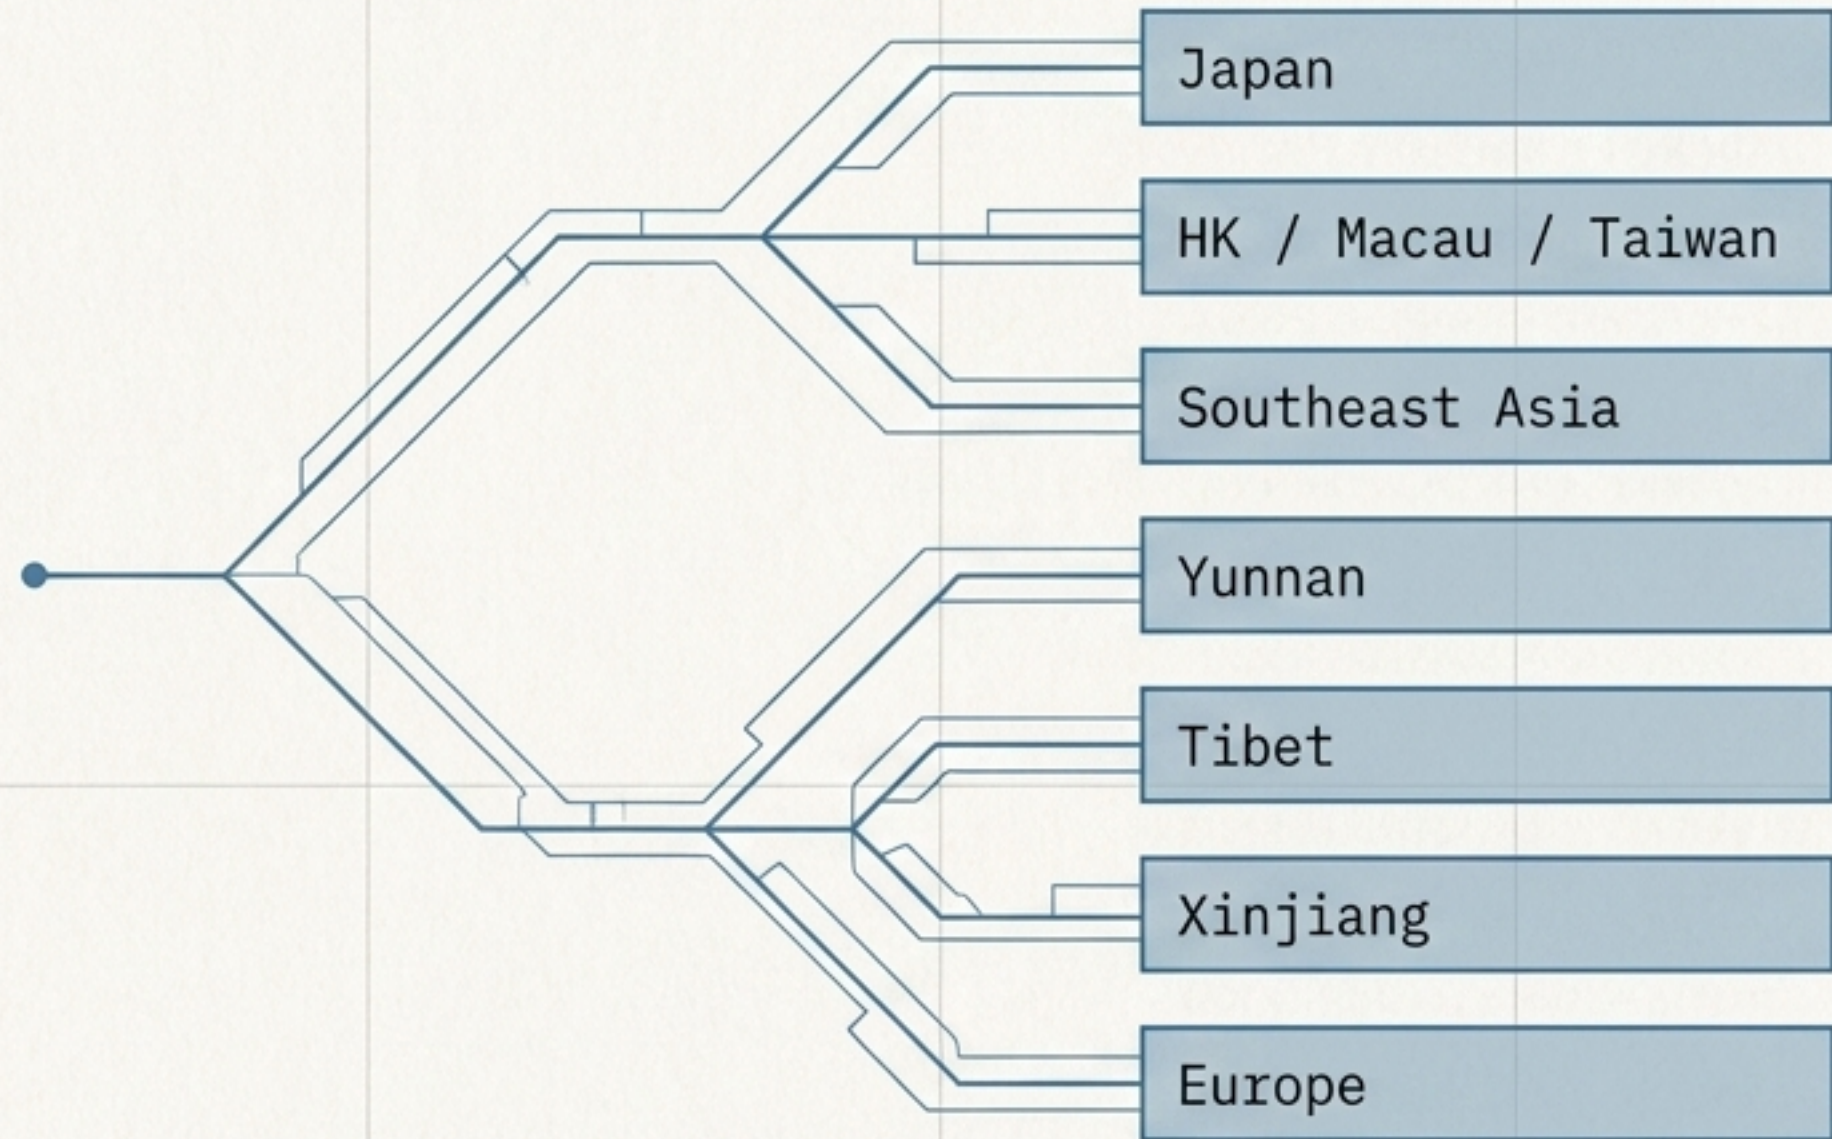 Japan
HK / Macau / Taiwan
Southeast Asia
Yunnan
Tibet
Xinjiang
Europe